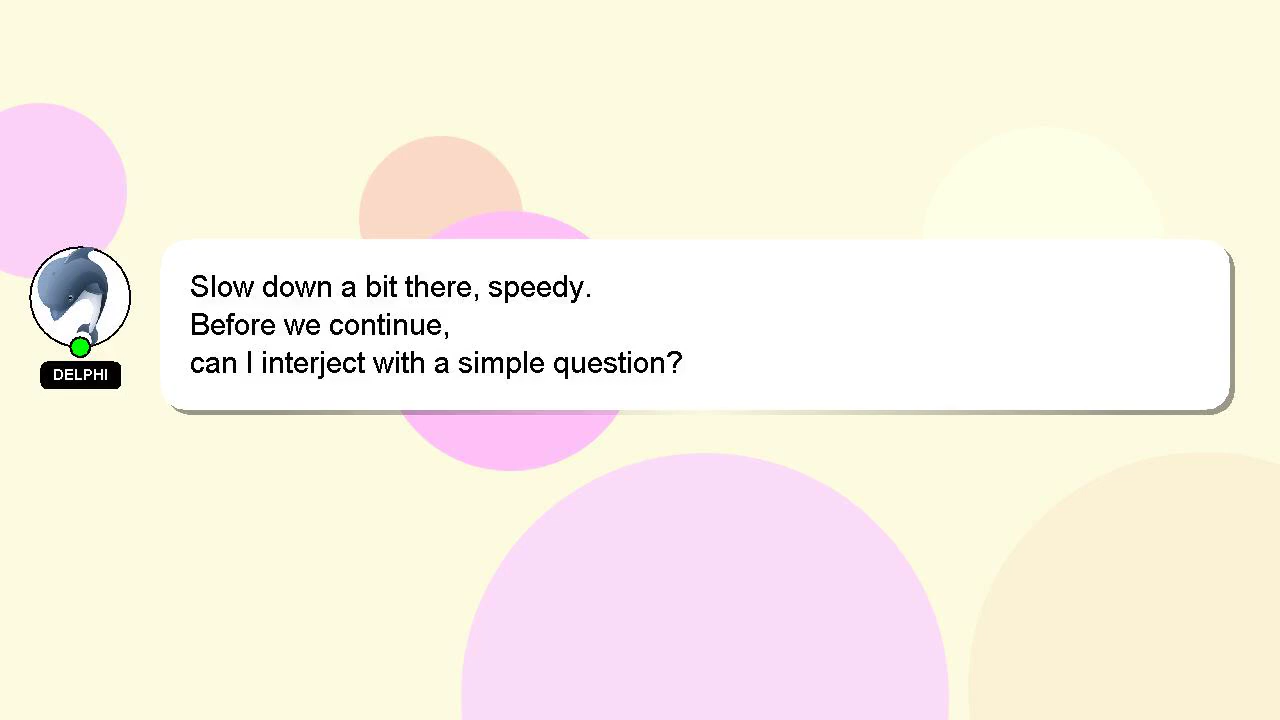 Slow down a bit there, speedy.
Before we continue,
can I interject with a simple question?
DELPHI